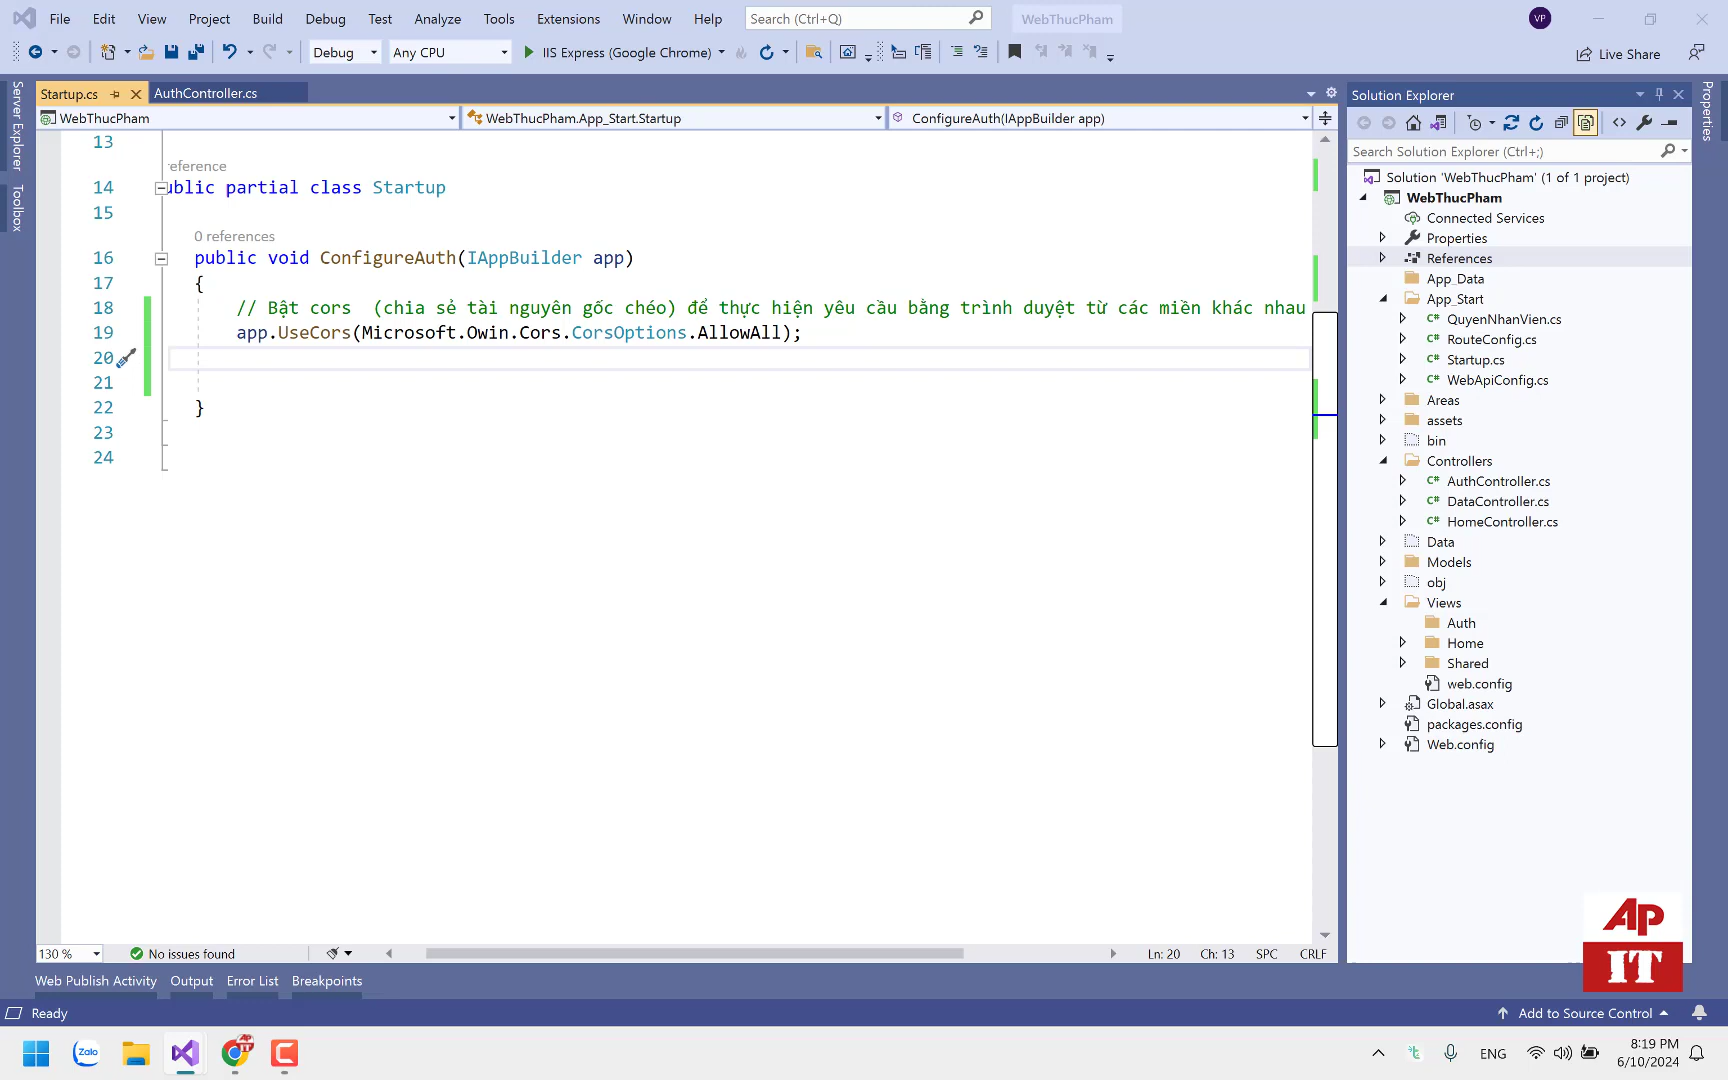 File Edit View Project Build Debug Test Analyze Tools Extensions Window Help Search (Ctrl+Q) WebThucPham VP
Debug Any CPU IIS Express (Google Chrome) Live Share
Server Explorer
Toolbox
Startup.cs AuthController.cs
WebThucPham WebThucPham.App_Start.Startup ConfigureAuth(IAppBuilder app)
13
eference
14 ublic partial class Startup
15
0 references
16 public void ConfigureAuth(IAppBuilder app)
17 {
18 // Bật cors (chia sẻ tài nguyên gốc chéo) để thực hiện yêu cầu bằng trình duyệt từ các miền khác nhau
19 app.UseCors(Microsoft.Owin.Cors.CorsOptions.AllowAll);
20
21
22 }
23
24
130 % No issues found Ln: 20 Ch: 13 SPC CRLF
Solution Explorer
Search Solution Explorer (Ctrl+;)
Solution 'WebThucPham' (1 of 1 project)
WebThucPham
Connected Services
Properties
References
App_Data
App_Start
C# QuyenNhanVien.cs
C# RouteConfig.cs
C# Startup.cs
C# WebApiConfig.cs
Areas
assets
bin
Controllers
C# AuthController.cs
C# DataController.cs
C# HomeController.cs
Data
Models
obj
Views
Auth
Home
Shared
web.config
Global.asax
packages.config
Web.config
Properties
AP
IT
Web Publish Activity Output Error List Breakpoints
Ready Add to Source Control
Zalo AP IT ENG 8:19 PM
6/10/2024